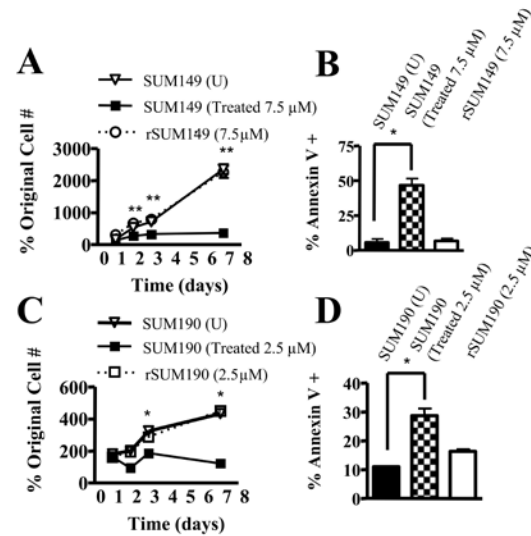 A
SUM149 (U)
SUM149 (Treated 7.5 µM)
rSUM149 (7.5µM)
% Original Cell #
3000
2000
1000
0
**
**
**
0 1 2 3 4 5 6 7 8
Time (days)
B
SUM149 (U)
SUM149
(Treated 7.5 µM)
rSUM149 (7.5 µM)
% Annexin V +
75
50
25
0
*
C
SUM190 (U)
SUM190 (Treated 2.5 µM)
rSUM190 (2.5µM)
% Original Cell #
600
400
200
0
*
*
0 1 2 3 4 5 6 7 8
Time (days)
D
SUM190 (U)
SUM190
(Treated 2.5 µM)
rSUM190 (2.5 µM)
% Annexin V +
40
30
20
10
0
*